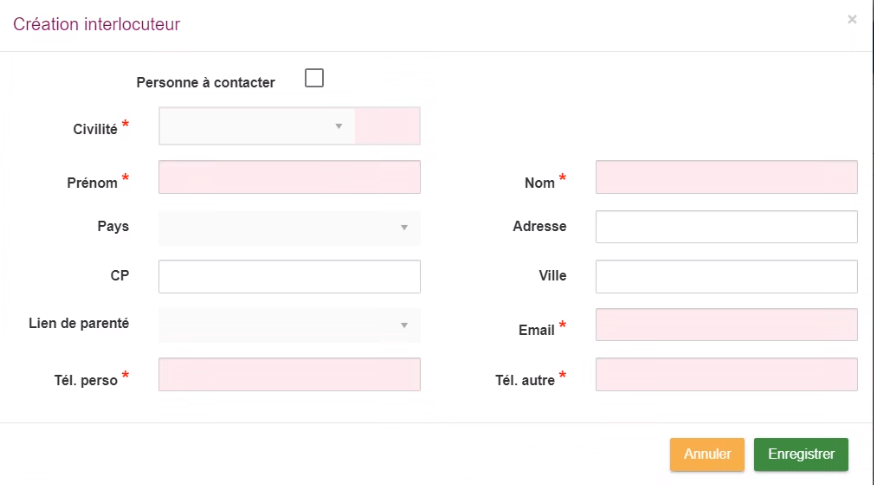 Création interlocuteur ×
Personne à contacter
Civilité *
Prénom * Nom *
Pays Adresse
CP Ville
Lien de parenté Email *
Tél. perso * Tél. autre *
Annuler Enregistrer